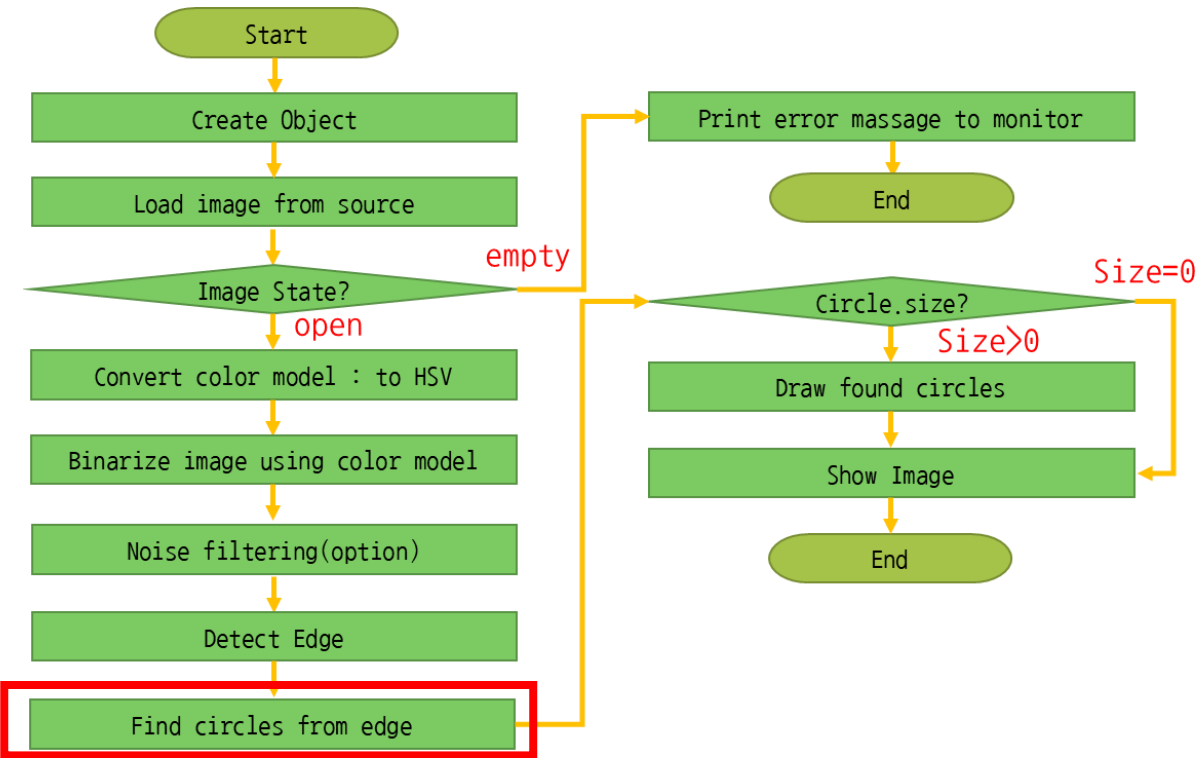 Start
Create Object
Load image from source
Image State?
empty
open
Convert color model : to HSV
Binarize image using color model
Noise filtering(option)
Detect Edge
Find circles from edge
Print error massage to monitor
End
Circle.size?
Size=0
Size>0
Draw found circles
Show Image
End